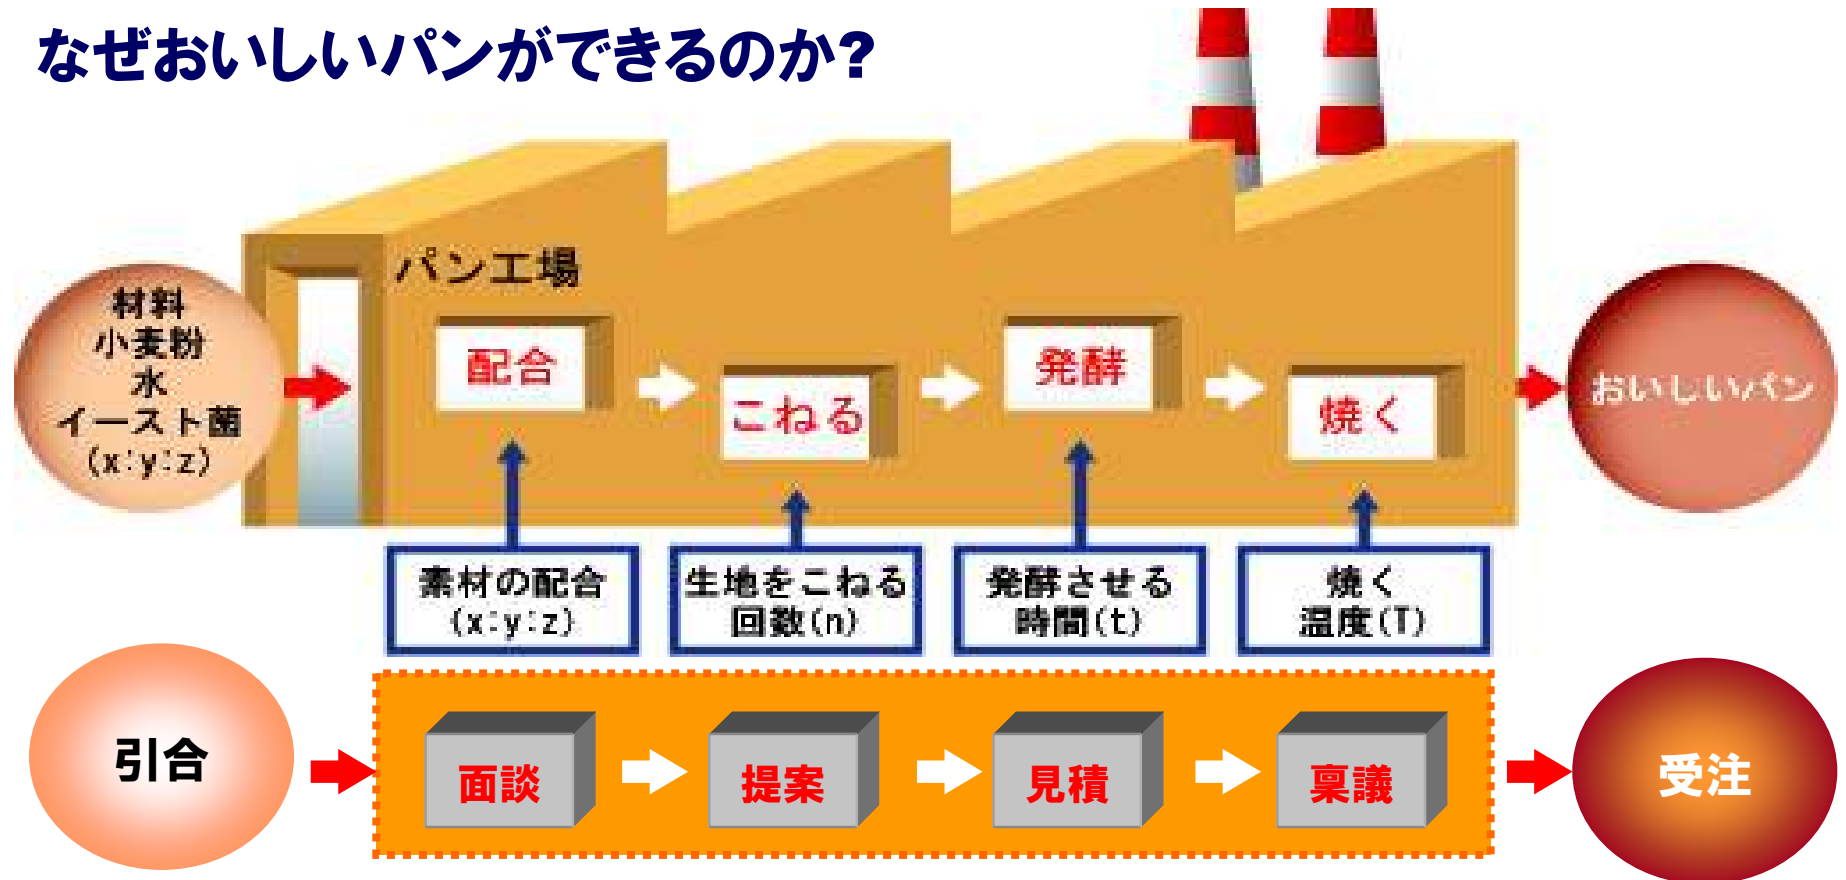 なぜおいしいパンができるのか?
パン工場
材料
小麦粉
水
イースト菌
(x:y:z)
配合
こねる
発酵
焼く
おいしいパン
素材の配合
(x:y:z)
生地をこねる
回数(n)
発酵させる
時間(t)
焼く
温度(T)
引合
面談
提案
見積
稟議
受注